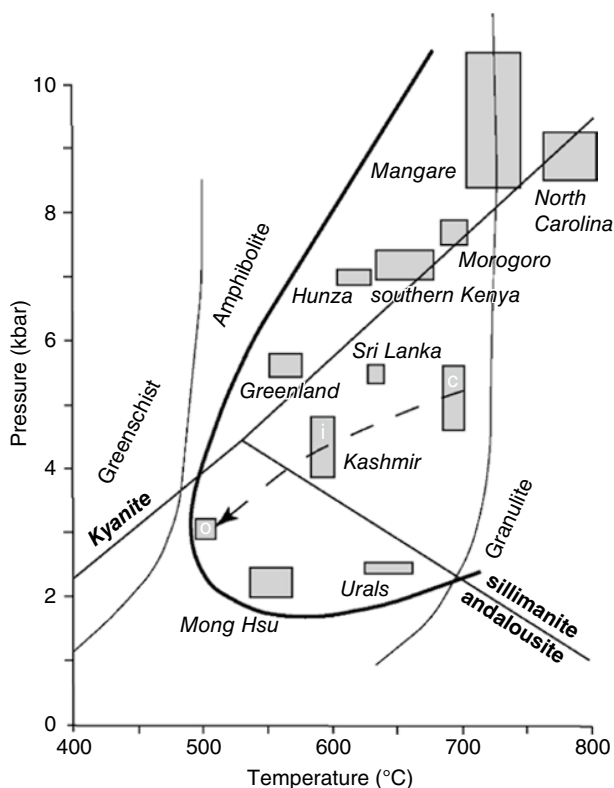 10
8
6
4
2
0
Pressure (kbar)
400
500
600
700
800
Temperature (°C)
Greenschist
Amphibolite
Granulite
Kyanite
sillimanite
andalousite
Mangare
North
Carolina
Morogoro
Hunza
southern Kenya
Sri Lanka
Greenland
c
i
Kashmir
o
Urals
Mong Hsu